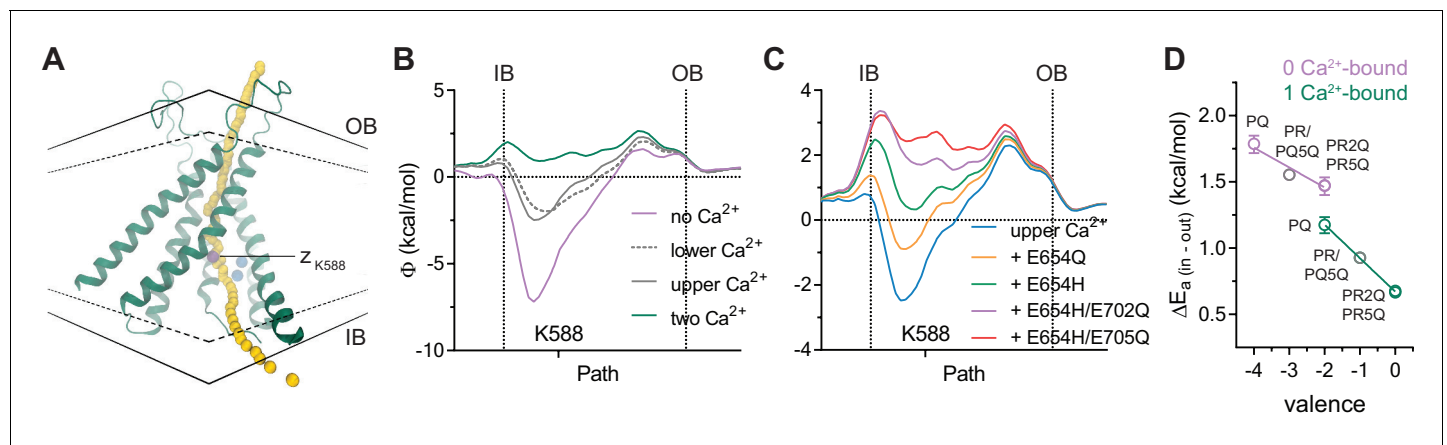 A
OB
zK588
IB
B
IB
OB
5
0
-5
-10
Φ (kcal/mol)
no Ca2+
lower Ca2+
upper Ca2+
two Ca2+
K588
Path
C
IB
OB
4
2
0
-2
-4
Φ (kcal/mol)
upper Ca2+
+ E654Q
+ E654H
+ E654H/E702Q
+ E654H/E705Q
K588
Path
D
0 Ca2+-bound
1 Ca2+-bound
2.0
1.5
1.0
0.5
ΔEa (in - out) (kcal/mol)
PQ
PR/
PQ5Q
PR2Q
PR5Q
PQ
PR/
PQ5Q
PR2Q
PR5Q
-4 -3 -2 -1 0
valence